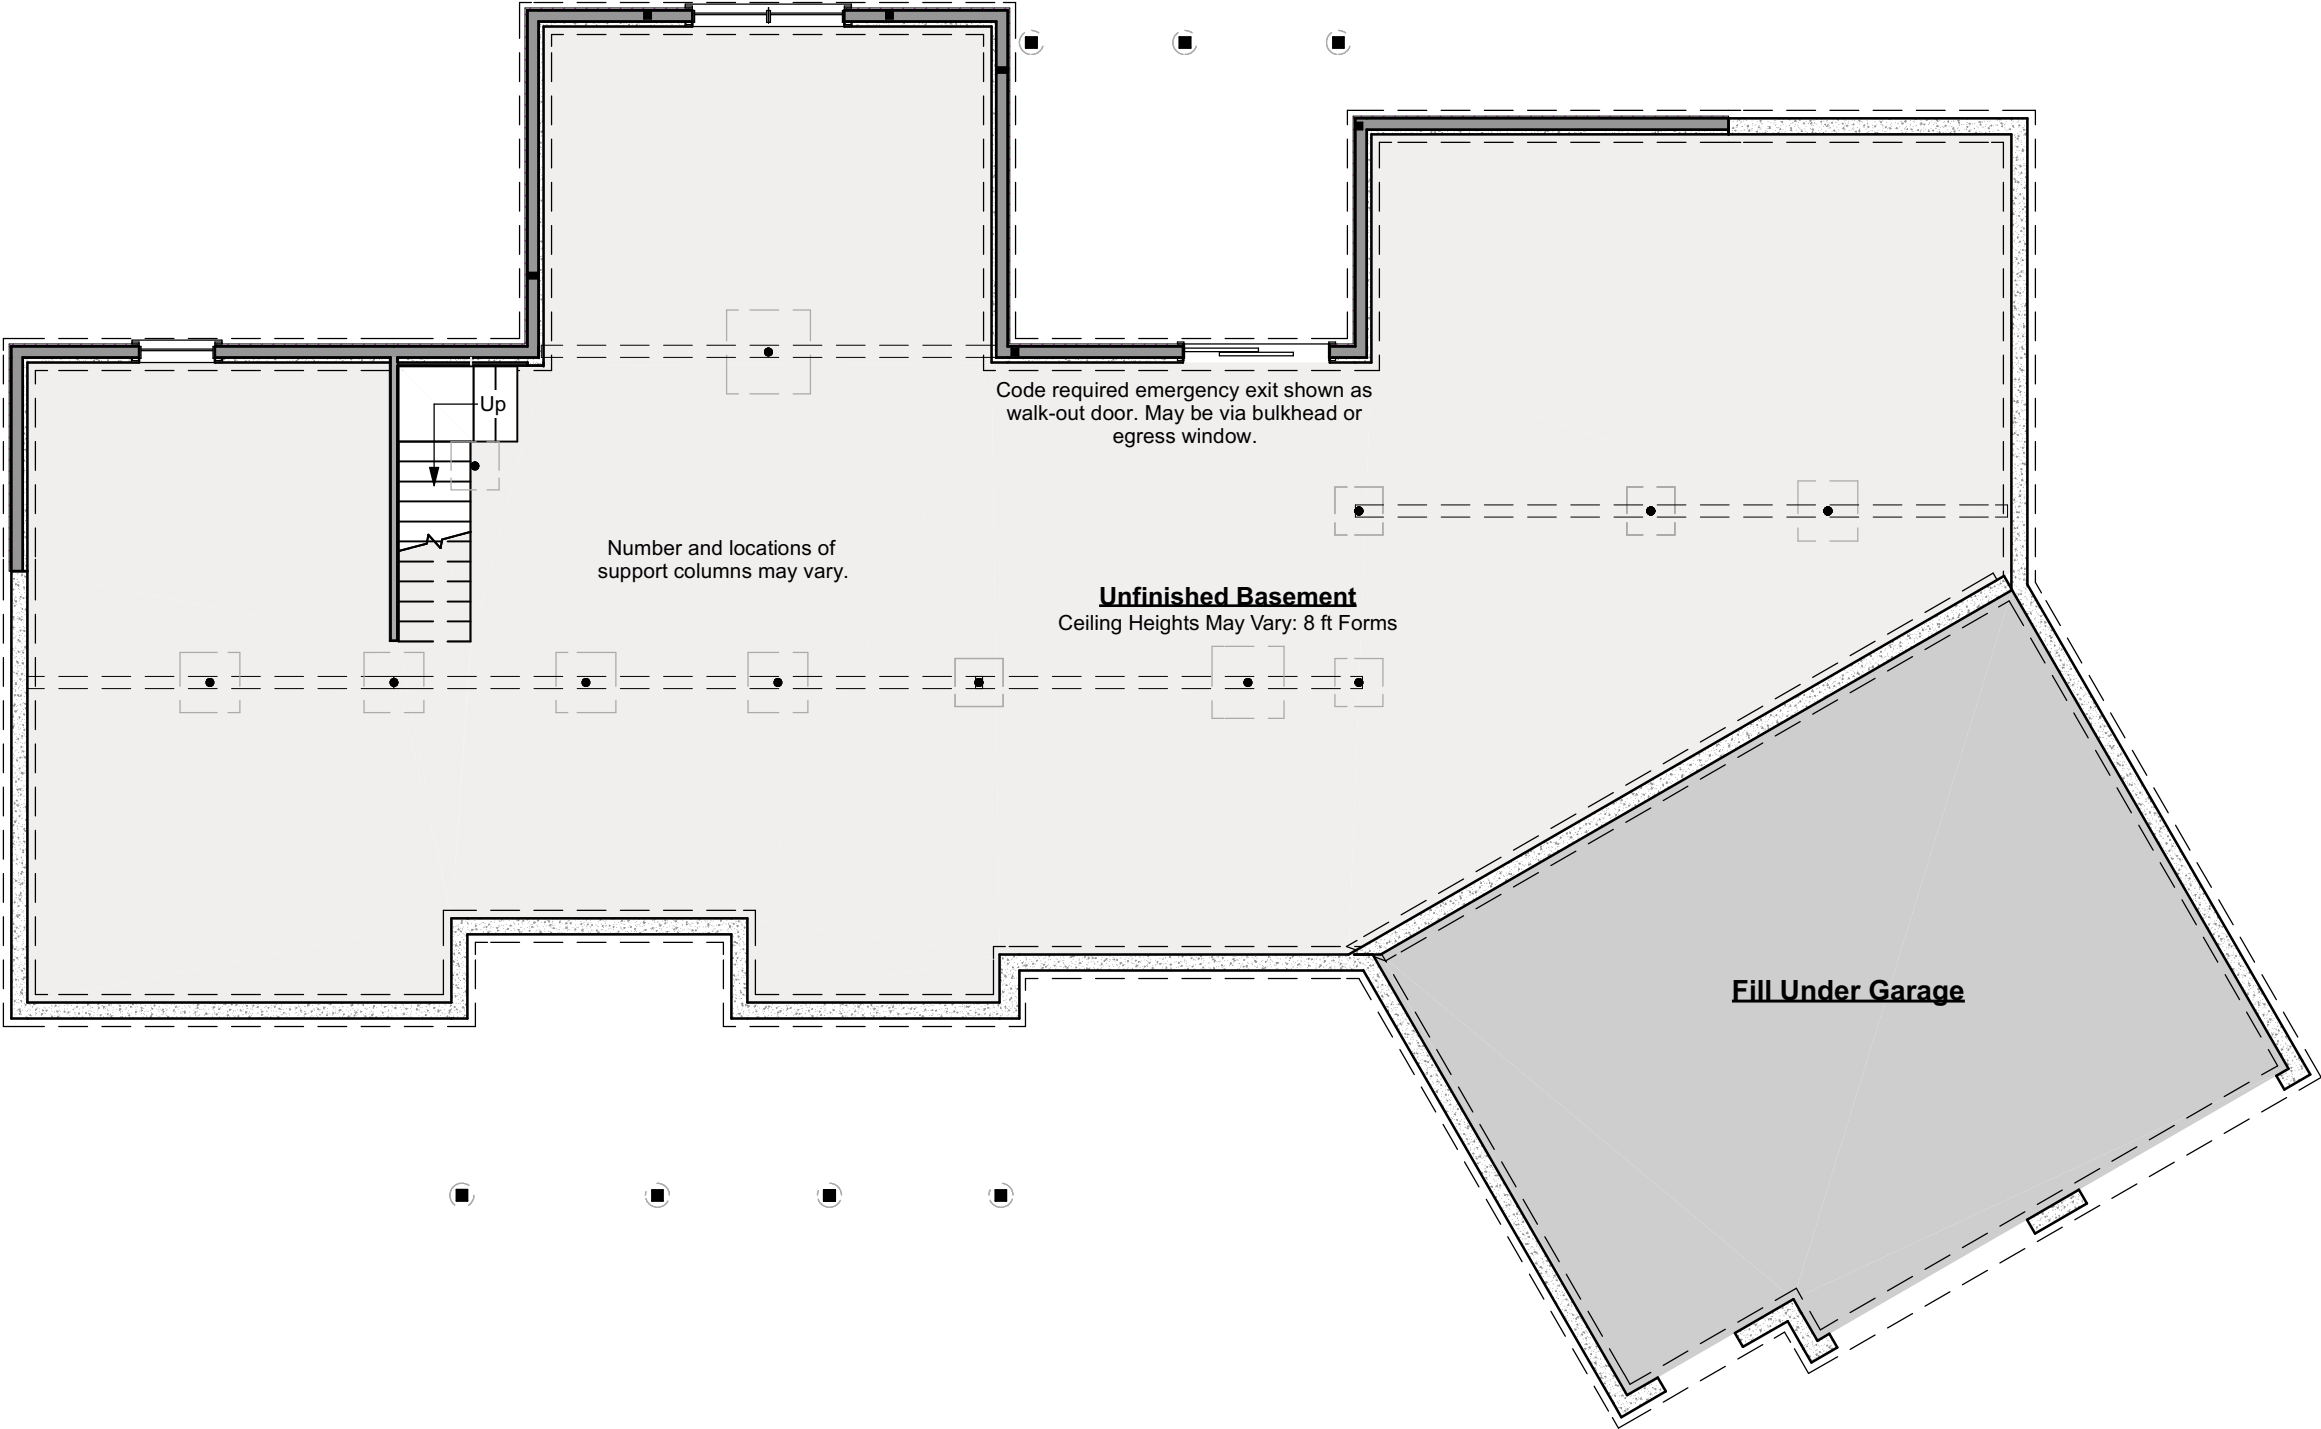 Code required emergency exit shown as
walk-out door. May be via bulkhead or
egress window.
Up
Number and locations of
support columns may vary.
Unfinished Basement
Ceiling Heights May Vary: 8 ft Forms
Fill Under Garage